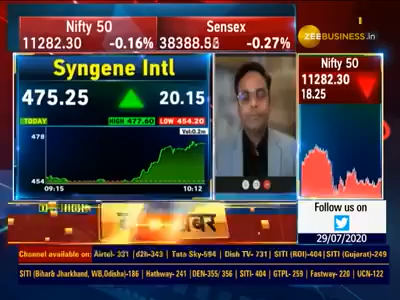 Nifty 50
11282.30 -0.16%
Sensex
38388.58 -0.27%
ZEEBUSINESS.in
Syngene Intl
475.25 20.15
TODAY HIGH 477.60 LOW 454.20
478
Vol:0.2m
454
09:15 10:12
Nifty 50
11282.30
18.25
बर
Follow us on
29/07/2020
Channel available on: Airtel- 331 |d2h-343 | Tata Sky-594 | Dish TV- 731| SITI (ROI)-404| SITI (Gujarat)-249
SITI (Bihar& Jharkhand, WB,Odisha)-186 | Hathway- 241 |DEN-355/ 356 | SITI- 404 | GTPL- 259 | Fastway- 220 | UCN-122